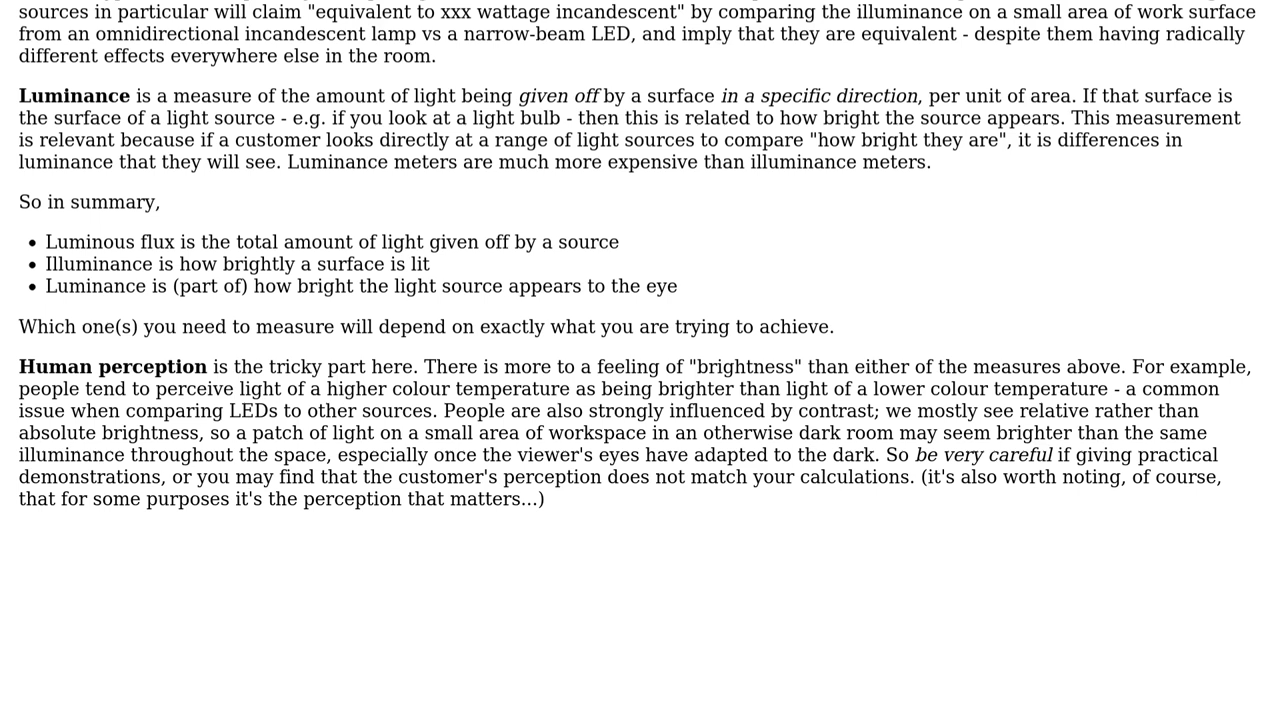 sources in particular will claim "equivalent to xxx wattage incandescent" by comparing the illuminance on a small area of work surface
from an omnidirectional incandescent lamp vs a narrow-beam LED, and imply that they are equivalent - despite them having radically
different effects everywhere else in the room.
Luminance is a measure of the amount of light being given off by a surface in a specific direction, per unit of area. If that surface is
the surface of a light source - e.g. if you look at a light bulb - then this is related to how bright the source appears. This measurement
is relevant because if a customer looks directly at a range of light sources to compare "how bright they are", it is differences in
luminance that they will see. Luminance meters are much more expensive than illuminance meters.
So in summary,
• Luminous flux is the total amount of light given off by a source
• Illuminance is how brightly a surface is lit
• Luminance is (part of) how bright the light source appears to the eye
Which one(s) you need to measure will depend on exactly what you are trying to achieve.
Human perception is the tricky part here. There is more to a feeling of "brightness" than either of the measures above. For example,
people tend to perceive light of a higher colour temperature as being brighter than light of a lower colour temperature - a common
issue when comparing LEDs to other sources. People are also strongly influenced by contrast; we mostly see relative rather than
absolute brightness, so a patch of light on a small area of workspace in an otherwise dark room may seem brighter than the same
illuminance throughout the space, especially once the viewer's eyes have adapted to the dark. So be very careful if giving practical
demonstrations, or you may find that the customer's perception does not match your calculations. (it's also worth noting, of course,
that for some purposes it's the perception that matters...)